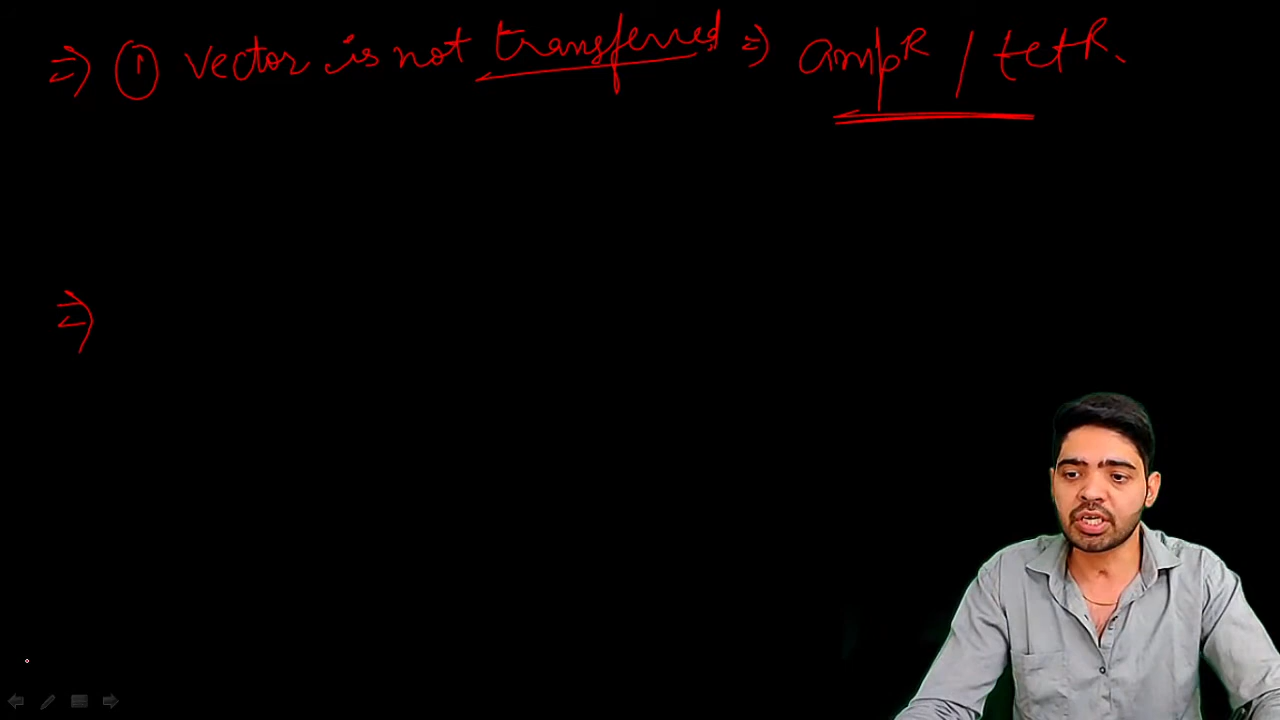 ⇒ ① vector is not transferred ⇒ ampᴿ / tetᴿ.
⇒